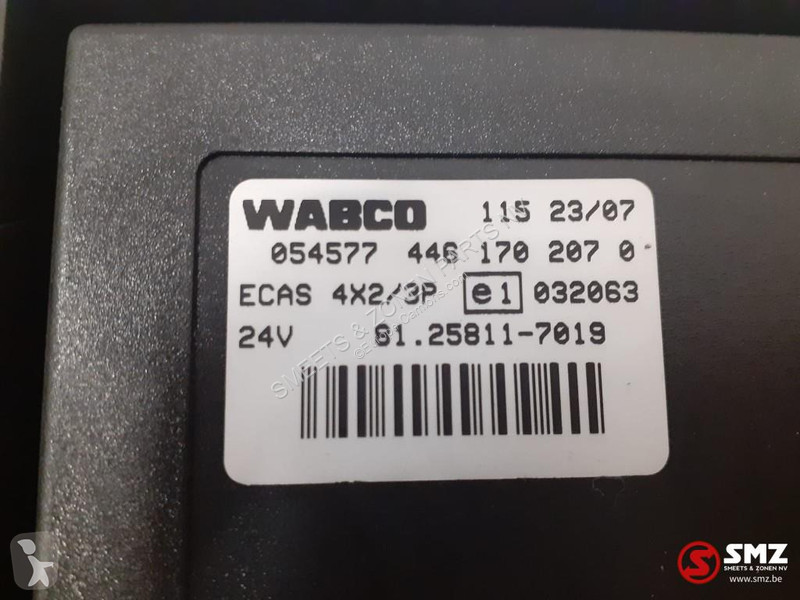 WABCO 115 23/07
054577 446 170 207 0
ECAS 4X2/3P e1 032063
24V 81.25811-7019
SMEETS & ZONEN PARTS NV
SMZ
SMEETS & ZONEN NV
www.smz.be